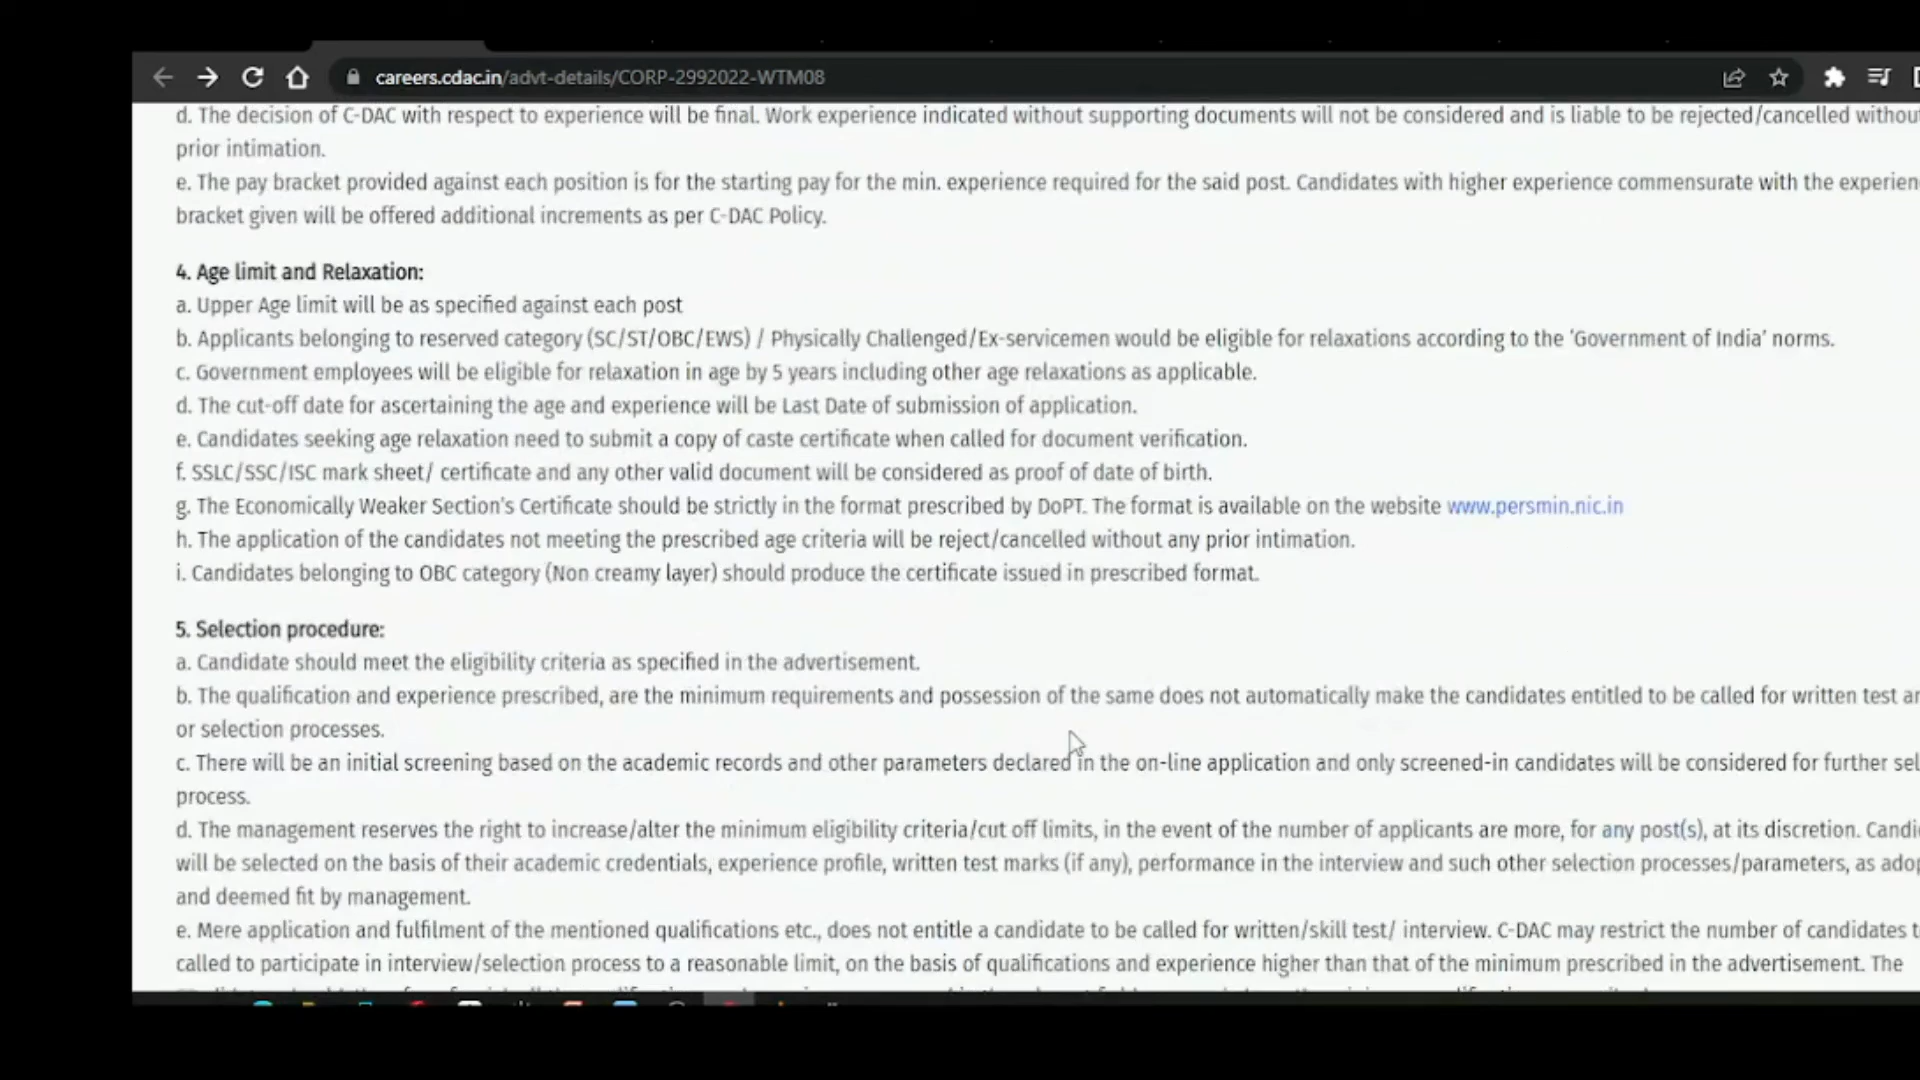 careers.cdac.in/advt-details/CORP-2992022-WTM08
d. The decision of C-DAC with respect to experience will be final. Work experience indicated without supporting documents will not be considered and is liable to be rejected/cancelled
prior intimation.
e. The pay bracket provided against each position is for the starting pay for the min. experience required for the said post. Candidates with higher experience commensurate with the
bracket given will be offered additional increments as per C-DAC Policy.
4. Age limit and Relaxation:
a. Upper Age limit will be as specified against each post
b. Applicants belonging to reserved category (SC/ST/OBC/EWS) / Physically Challenged/Ex-servicemen would be eligible for relaxations according to the ‘Government of India’ norms.
c. Government employees will be eligible for relaxation in age by 5 years including other age relaxations as applicable.
d. The cut-off date for ascertaining the age and experience will be Last Date of submission of application.
e. Candidates seeking age relaxation need to submit a copy of caste certificate when called for document verification.
f. SSLC/SSC/ISC mark sheet/ certificate and any other valid document will be considered as proof of date of birth.
g. The Economically Weaker Section's Certificate should be strictly in the format prescribed by DoPT. The format is available on the website www.persmin.nic.in
h. The application of the candidates not meeting the prescribed age criteria will be reject/cancelled without any prior intimation.
i. Candidates belonging to OBC category (Non creamy layer) should produce the certificate issued in prescribed format.
5. Selection procedure:
a. Candidate should meet the eligibility criteria as specified in the advertisement.
b. The qualification and experience prescribed, are the minimum requirements and possession of the same does not automatically make the candidates entitled to be called for written test
or selection processes.
c. There will be an initial screening based on the academic records and other parameters declared in the on-line application and only screened-in candidates will be considered for further
process.
d. The management reserves the right to increase/alter the minimum eligibility criteria/cut off limits, in the event of the number of applicants are more, for any post(s), at its discretion.
will be selected on the basis of their academic credentials, experience profile, written test marks (if any), performance in the interview and such other selection processes/parameters, as
and deemed fit by management.
e. Mere application and fulfilment of the mentioned qualifications etc., does not entitle a candidate to be called for written/skill test/ interview. C-DAC may restrict the number of candidates
called to participate in interview/selection process to a reasonable limit, on the basis of qualifications and experience higher than that of the minimum prescribed in the advertisement. The